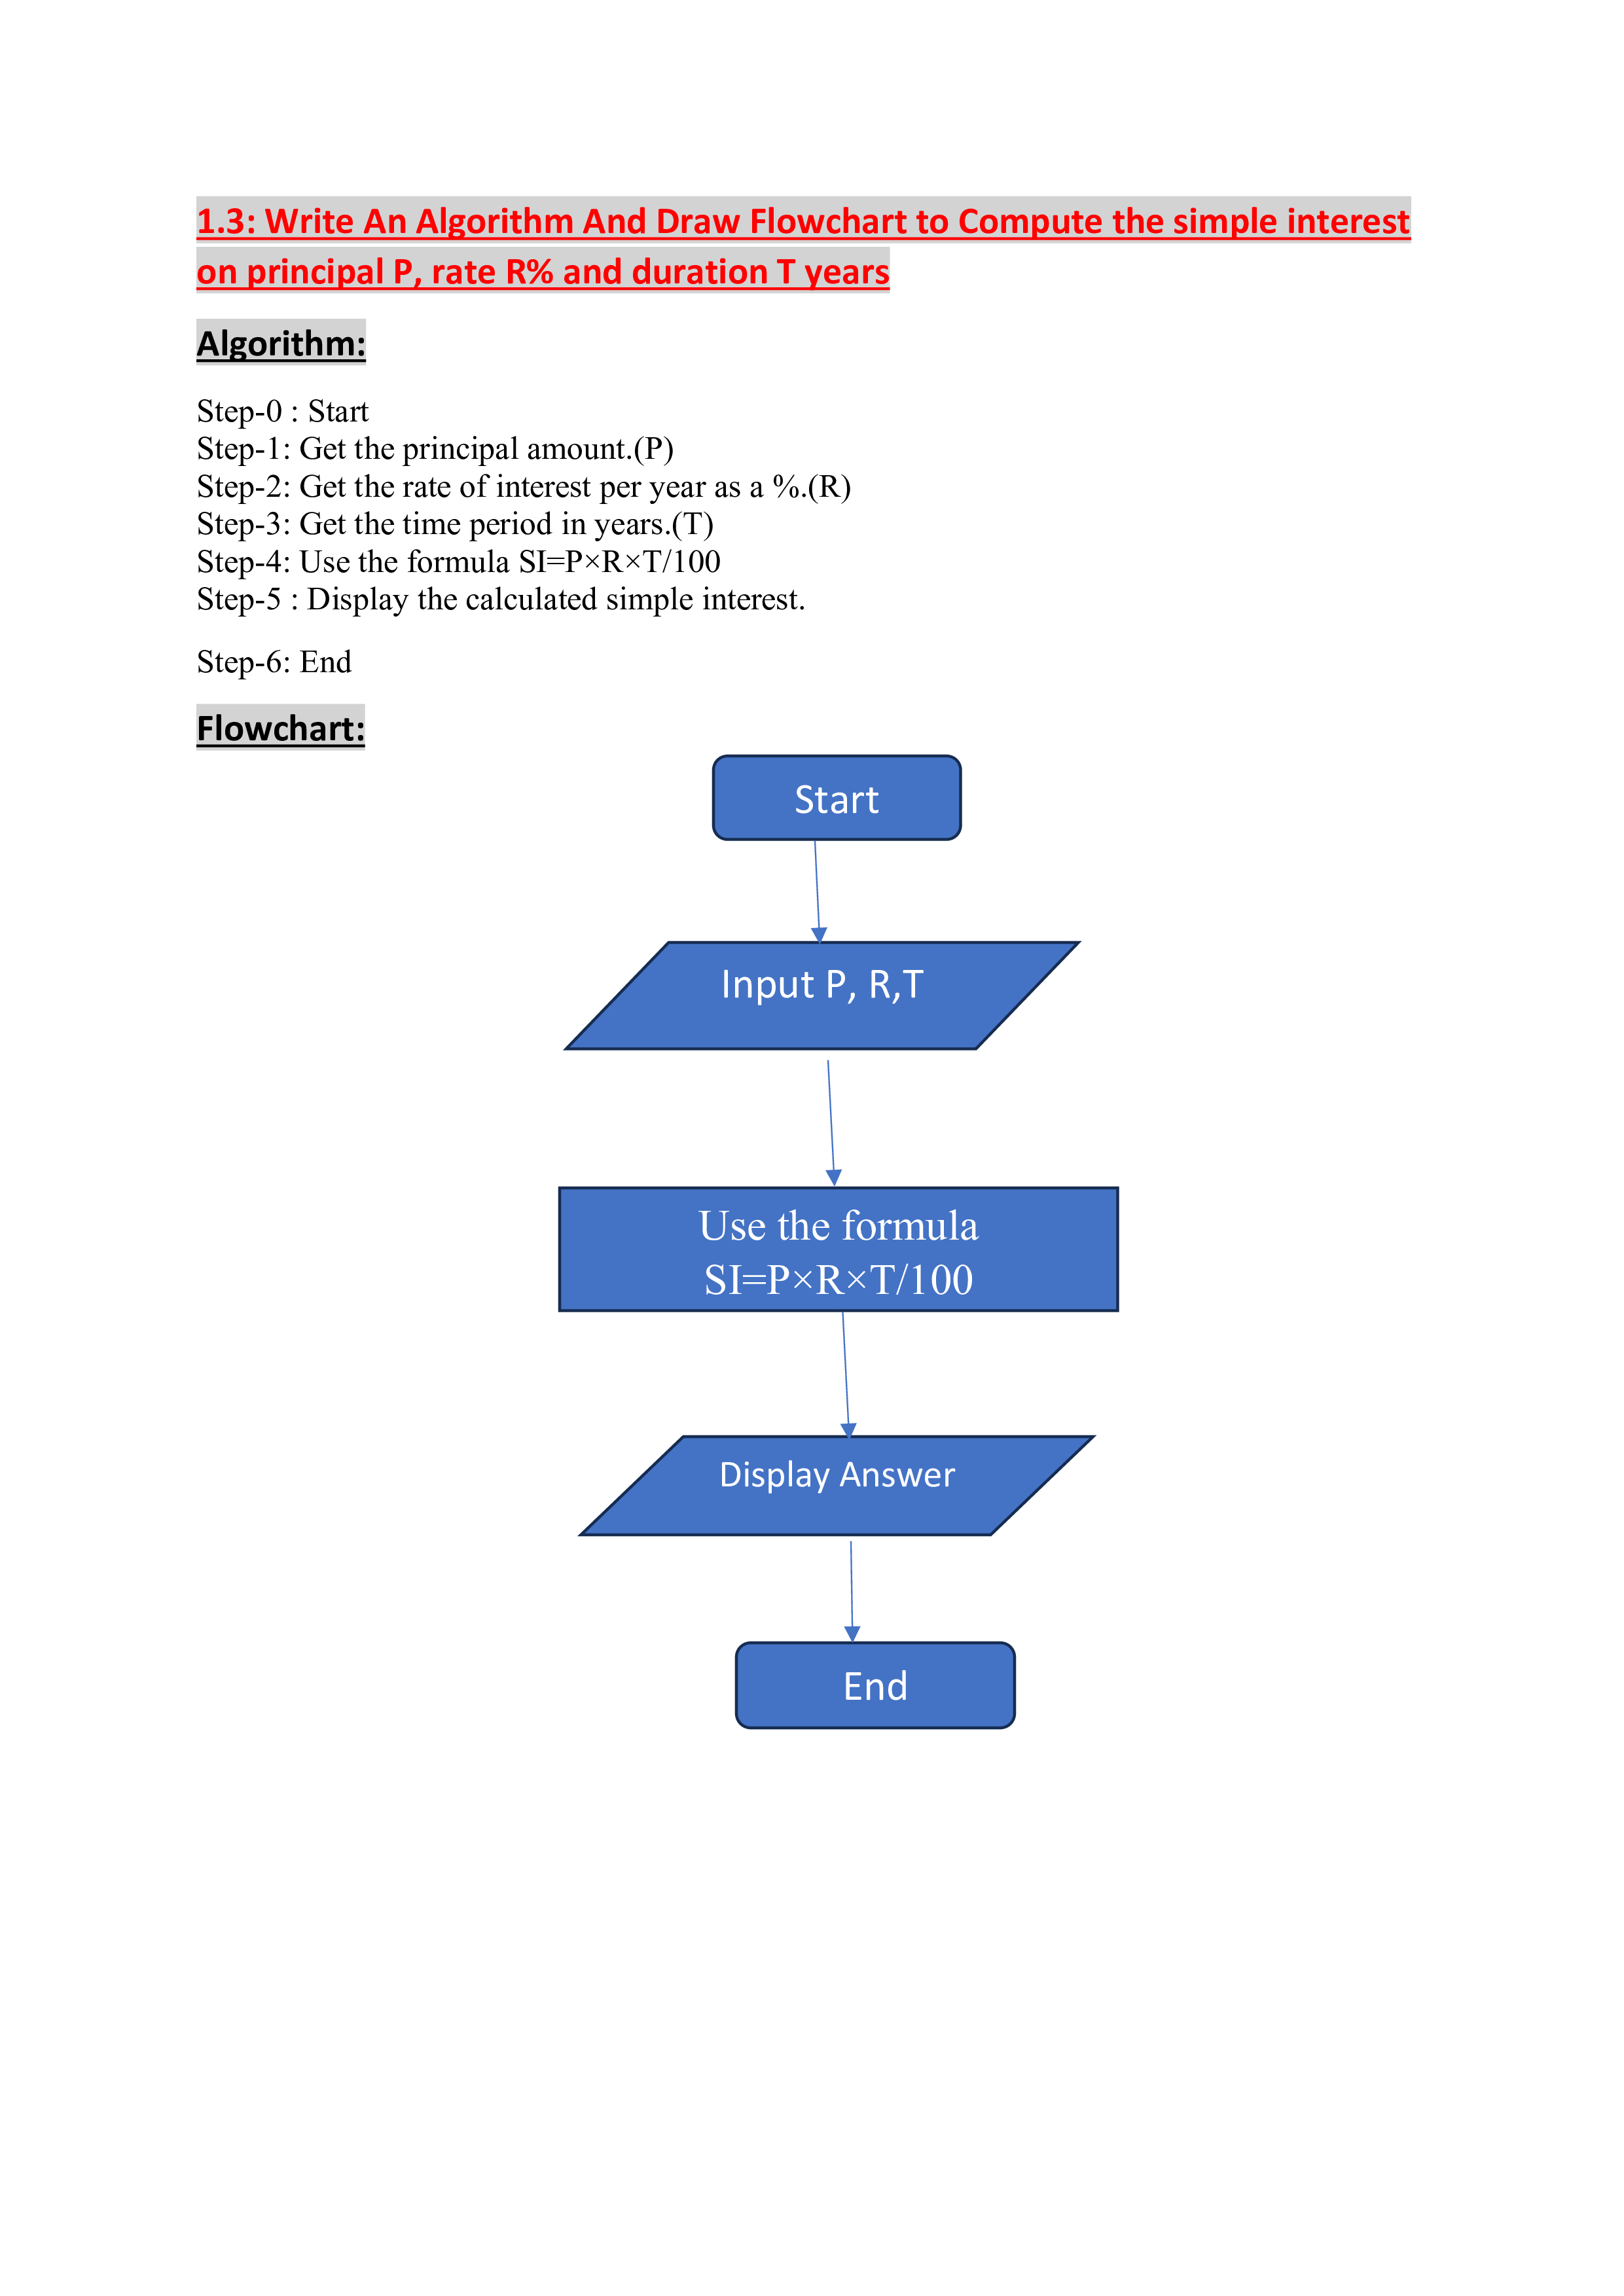 1.3: Write An Algorithm And Draw Flowchart to Compute the simple interest
on principal P, rate R% and duration T years
Algorithm:
Step-0 : Start
Step-1: Get the principal amount.(P)
Step-2: Get the rate of interest per year as a %.(R)
Step-3: Get the time period in years.(T)
Step-4: Use the formula SI=P×R×T/100
Step-5 : Display the calculated simple interest.
Step-6: End
Flowchart:
Start
Input P, R,T
Use the formula
SI=P×R×T/100
Display Answer
End